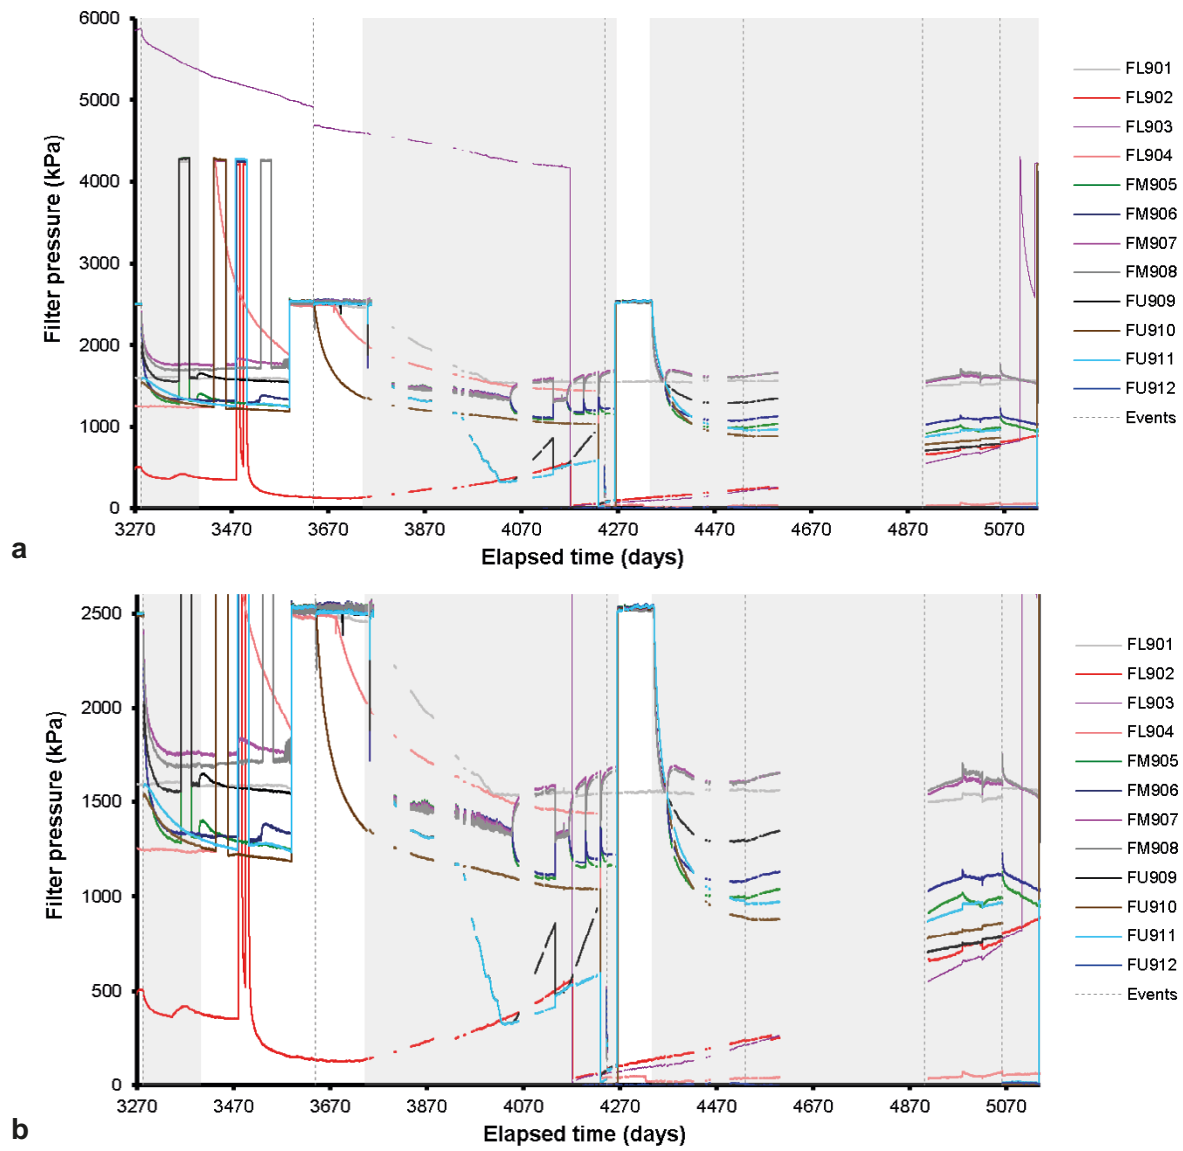 a
Filter pressure (kPa)
6000
5000
4000
3000
2000
1000
0
3270 3470 3670 3870 4070 4270 4470 4670 4870 5070
Elapsed time (days)
FL901
FL902
FL903
FL904
FM905
FM906
FM907
FM908
FU909
FU910
FU911
FU912
Events
b
Filter pressure (kPa)
2500
2000
1500
1000
500
0
3270 3470 3670 3870 4070 4270 4470 4670 4870 5070
Elapsed time (days)
FL901
FL902
FL903
FL904
FM905
FM906
FM907
FM908
FU909
FU910
FU911
FU912
Events